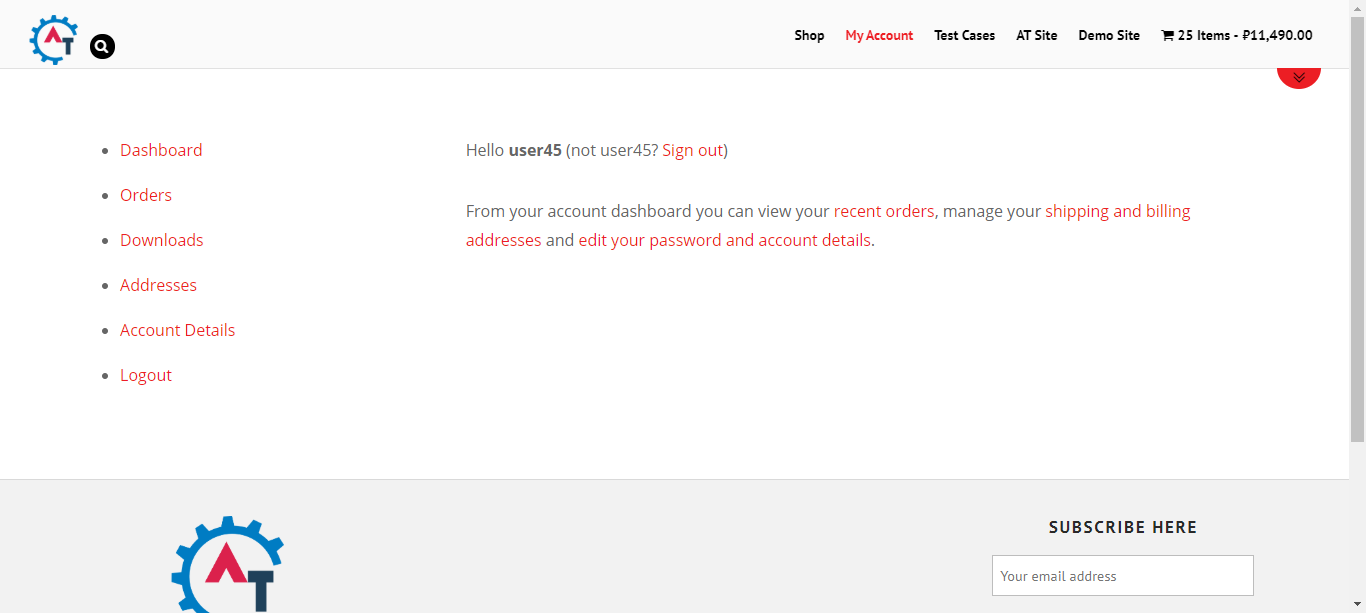 AT
Shop My Account Test Cases AT Site Demo Site 25 Items - ₽11,490.00
Dashboard
Orders
Downloads
Addresses
Account Details
Logout
Hello user45 (not user45? Sign out)
From your account dashboard you can view your recent orders, manage your shipping and billing
addresses and edit your password and account details.
AT
SUBSCRIBE HERE
Your email address